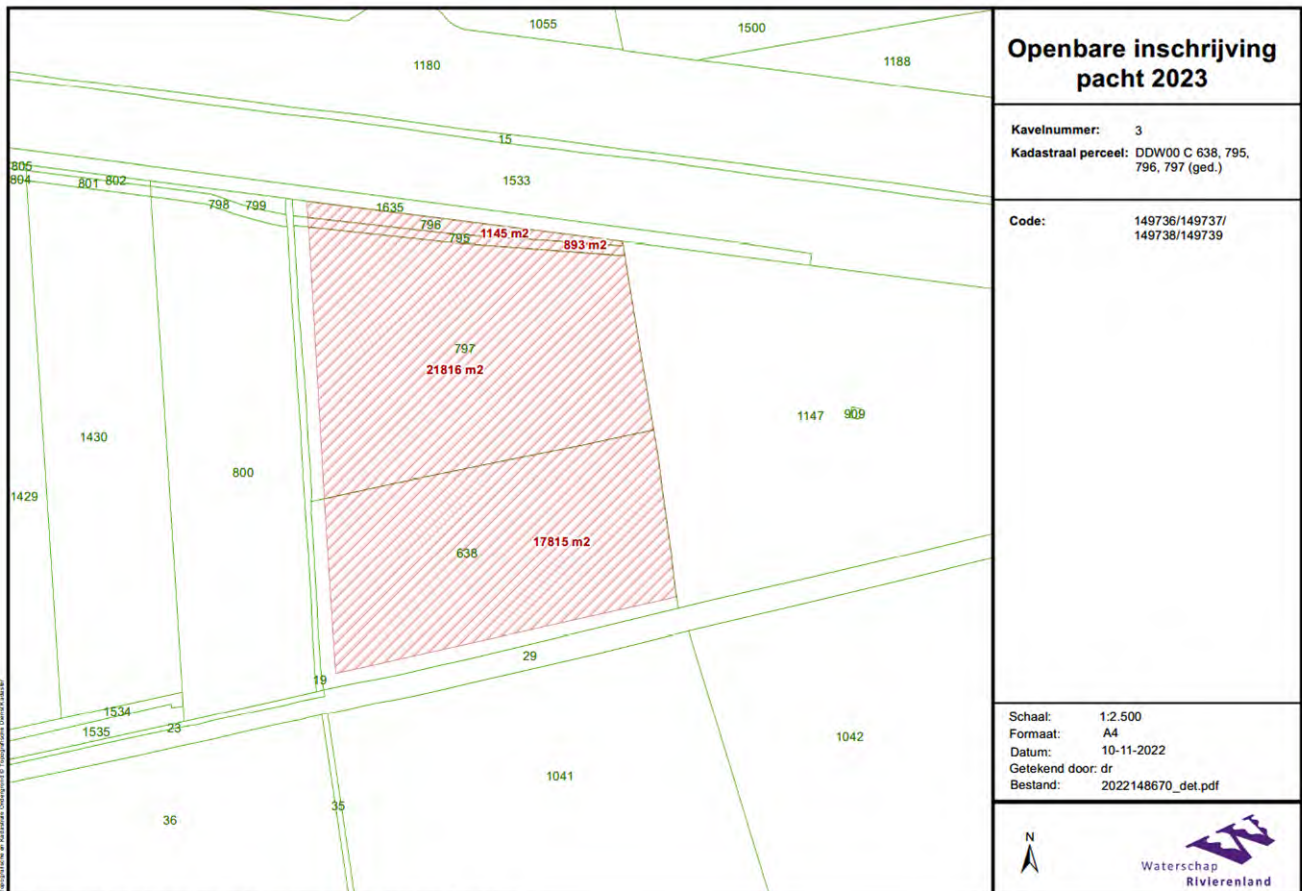 Openbare inschrijving
pacht 2023
Kavelnummer: 3
Kadastraal perceel: DDW00 C 638, 795,
796, 797 (ged.)
Code: 149736/149737/
149738/149739
1055
1500
1180
1188
15
805
804
801 802
1533
798 799
1635
796
1145 m2
795
893 m2
797
21816 m2
1147 909
1430
800
1429
17815 m2
638
29
19
1534
1535
23
1042
1041
35
36
Schaal: 1:2.500
Formaat: A4
Datum: 10-11-2022
Getekend door: dr
Bestand: 2022148670_det.pdf
N
Waterschap
Rivierenland